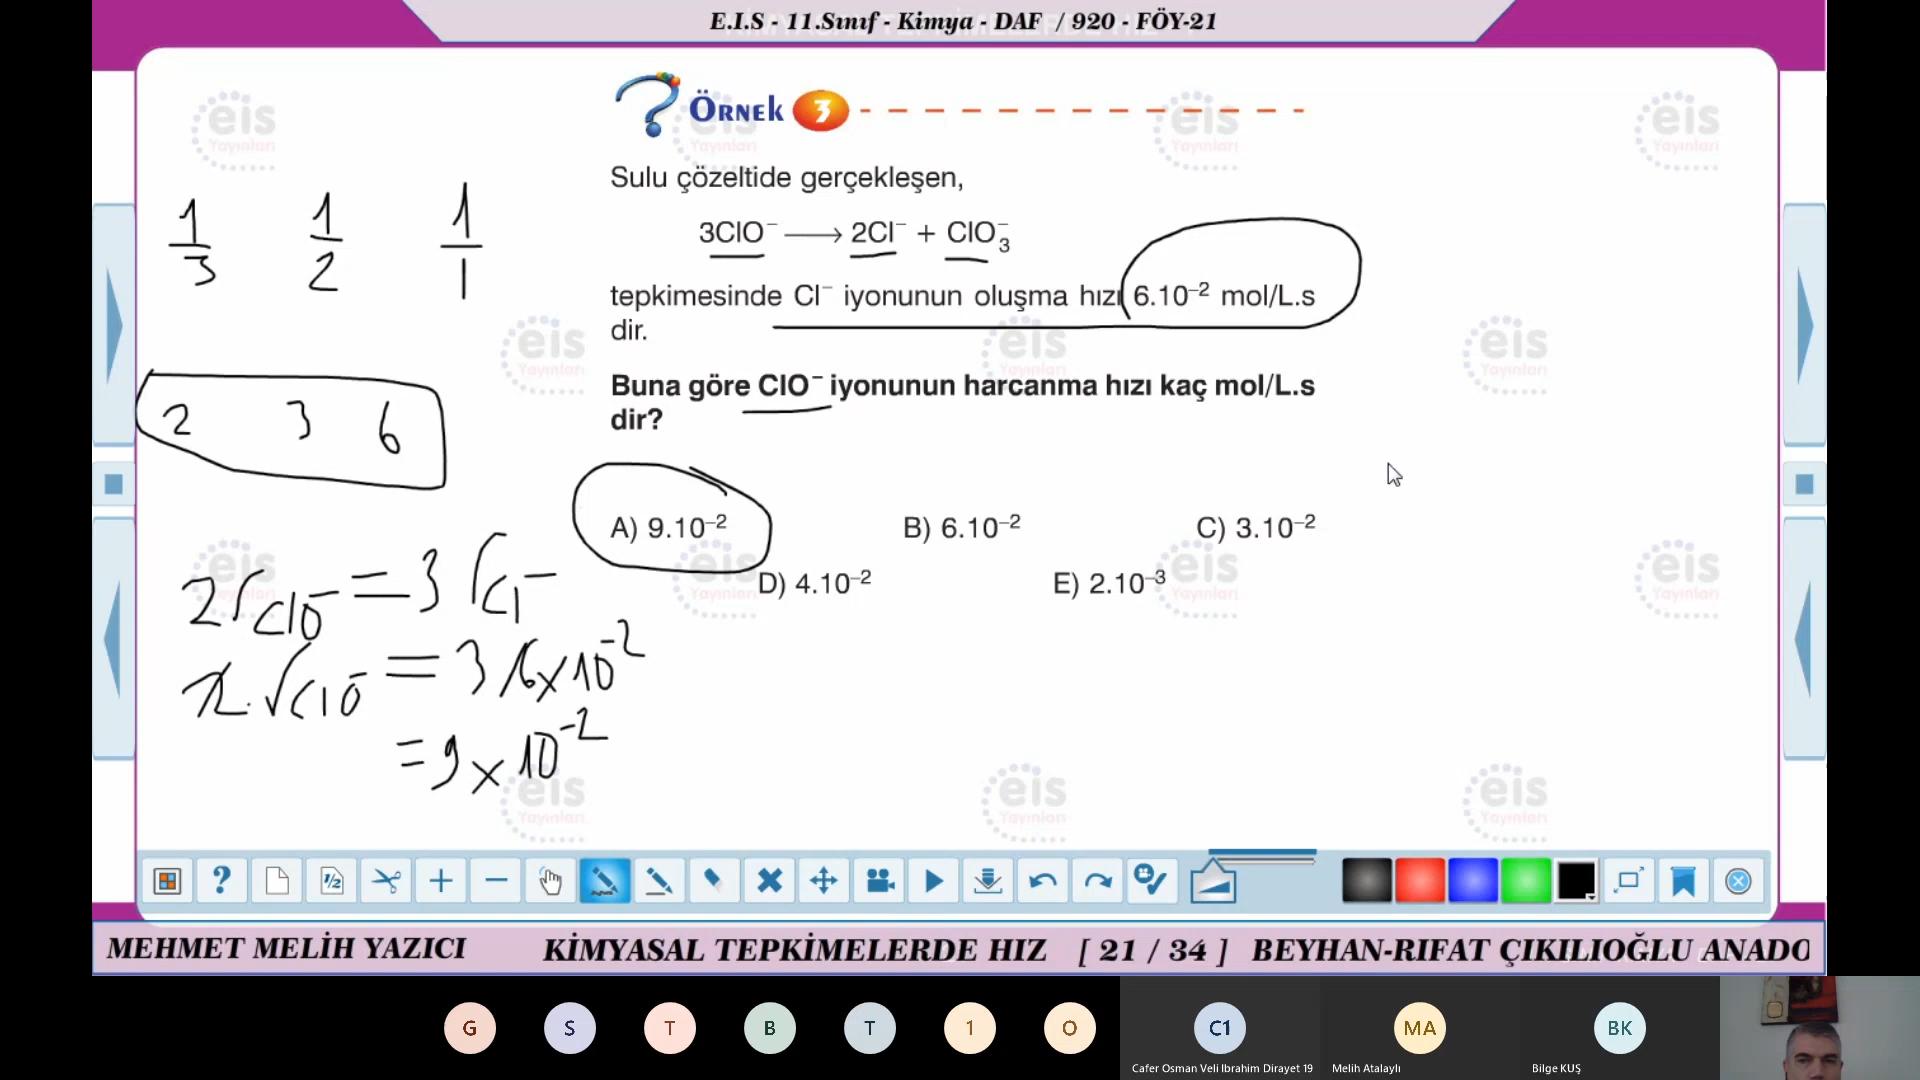 E.I.S - 11.Sınıf - Kimya - DAF / 920 - FÖY-21
ÖRNEK 3
Sulu çözeltide gerçekleşen,
3ClO⁻ ⟶ 2Cl⁻ + ClO₃⁻
tepkimesinde Cl⁻ iyonunun oluşma hızı 6.10⁻² mol/L.s
dir.
Buna göre ClO⁻ iyonunun harcanma hızı kaç mol/L.s
dir?
A) 9.10⁻² B) 6.10⁻² C) 3.10⁻²
D) 4.10⁻² E) 2.10⁻³
1/3 1/2 1/1
2 3 6
2r ClO⁻ = 3 r Cl⁻
2.r ClO⁻ = 3 6x10⁻²
= 9x10⁻²
eis Yayınları
MEHMET MELİH YAZICI KİMYASAL TEPKİMELERDE HIZ [ 21 / 34 ] BEYHAN-RIFAT ÇIKILIOĞLU ANADO
G S T B T 1 O C1 MA BK
Cafer Osman Veli Ibrahim Dirayet 19 Melih Atalaylı Bilge KUŞ